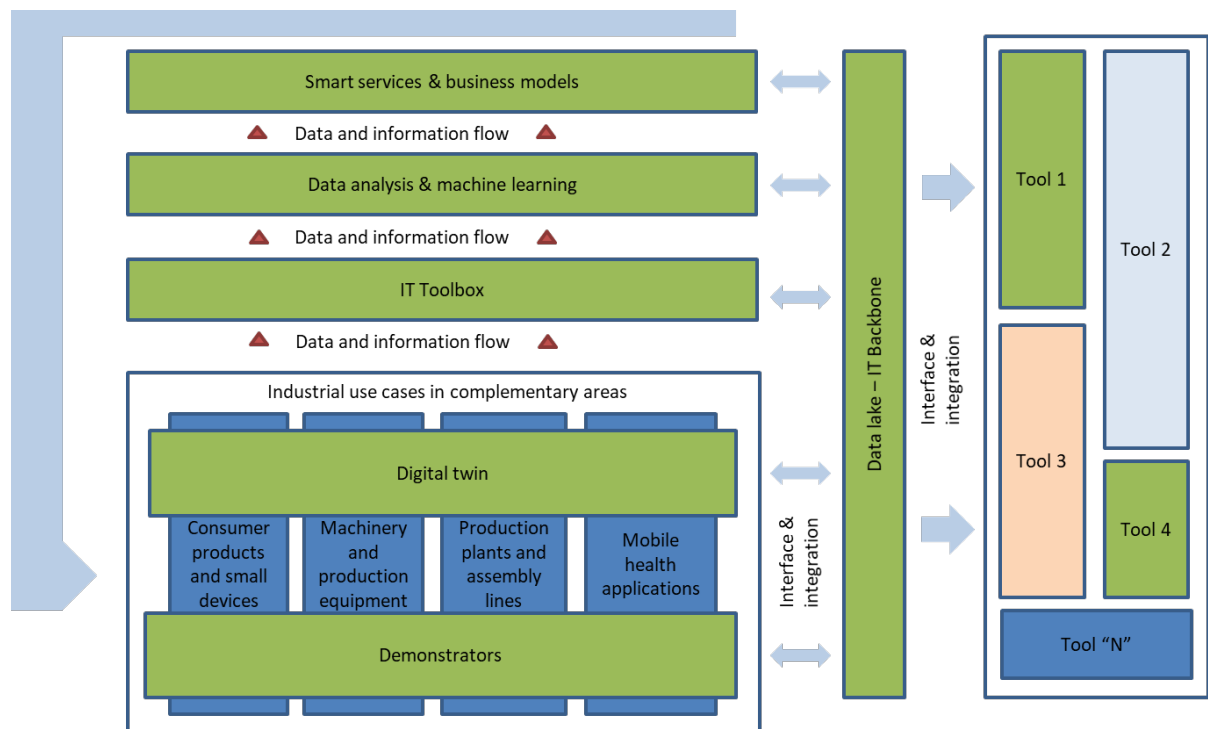 Smart services & business models
Data and information flow
Data analysis & machine learning
Data and information flow
IT Toolbox
Data and information flow
Industrial use cases in complementary areas
Digital twin
Consumer
products
and small
devices
Machinery
and
production
equipment
Production
plants and
assembly
lines
Mobile
health
applications
Demonstrators
Interface &
integration
Data lake – IT Backbone
Interface &
integration
Tool 1
Tool 2
Tool 3
Tool 4
Tool “N”